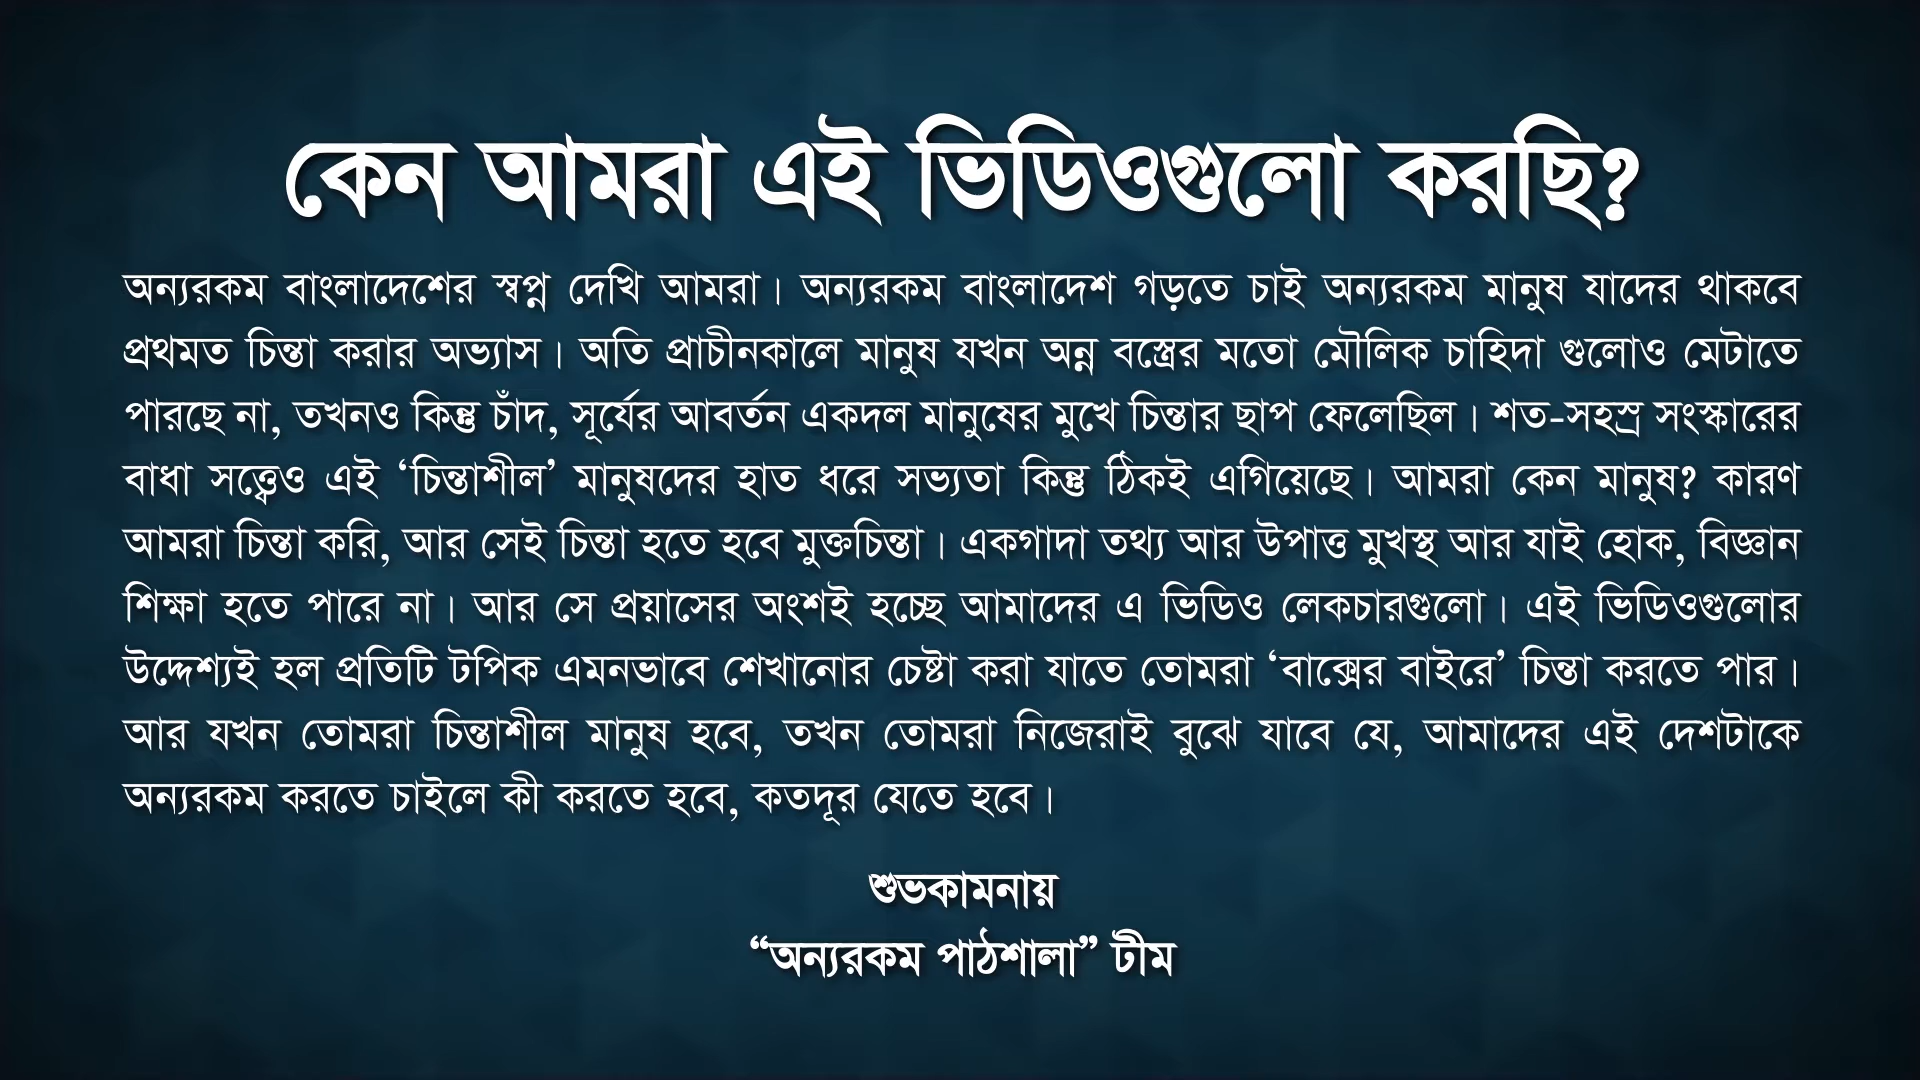 কেন আমরা এই ভিডিওগুলো করছি?
অন্যরকম বাংলাদেশের স্বপ্ন দেখি আমরা। অন্যরকম বাংলাদেশ গড়তে চাই অন্যরকম মানুষ যাদের থাকবে
প্রথমত চিন্তা করার অভ্যাস। অতি প্রাচীনকালে মানুষ যখন অন্ন বস্ত্রের মতো মৌলিক চাহিদা গুলোও মেটাতে
পারছে না, তখনও কিন্তু চাঁদ, সূর্যের আবর্তন একদল মানুষের মুখে চিন্তার ছাপ ফেলেছিল। শত-সহস্র সংস্কারের
বাধা সত্ত্বেও এই ‘চিন্তাশীল’ মানুষদের হাত ধরে সভ্যতা কিন্তু ঠিকই এগিয়েছে। আমরা কেন মানুষ? কারণ
আমরা চিন্তা করি, আর সেই চিন্তা হতে হবে মুক্তচিন্তা। একগাদা তথ্য আর উপাত্ত মুখস্থ আর যাই হোক, বিজ্ঞান
শিক্ষা হতে পারে না। আর সে প্রয়াসের অংশই হচ্ছে আমাদের এ ভিডিও লেকচারগুলো। এই ভিডিওগুলোর
উদ্দেশ্যই হল প্রতিটি টপিক এমনভাবে শেখানোর চেষ্টা করা যাতে তোমরা ‘বাক্সের বাইরে’ চিন্তা করতে পার।
আর যখন তোমরা চিন্তাশীল মানুষ হবে, তখন তোমরা নিজেরাই বুঝে যাবে যে, আমাদের এই দেশটাকে
অন্যরকম করতে চাইলে কী করতে হবে, কতদূর যেতে হবে।
শুভকামনায়
“অন্যরকম পাঠশালা” টীম